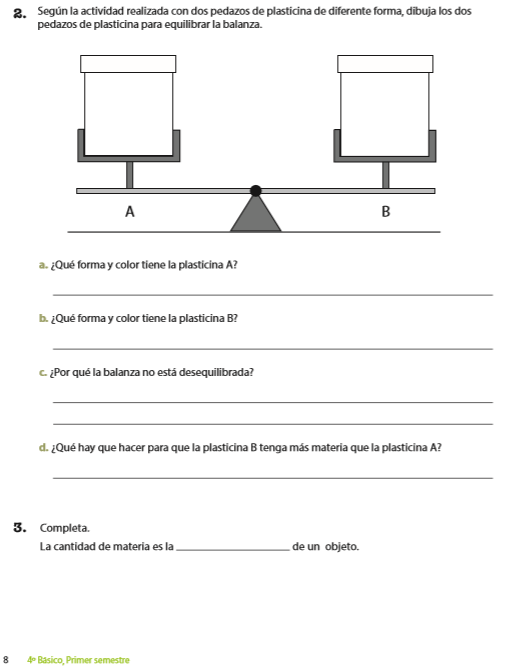 2. Según la actividad realizada con dos pedazos de plasticina de diferente forma, dibuja los dos
pedazos de plasticina para equilibrar la balanza.
A
B
a. ¿Qué forma y color tiene la plasticina A?
b. ¿Qué forma y color tiene la plasticina B?
c. ¿Por qué la balanza no está desequilibrada?
d. ¿Qué hay que hacer para que la plasticina B tenga más materia que la plasticina A?
3. Completa.
La cantidad de materia es la ____________________ de un objeto.
8 4º Básico, Primer semestre